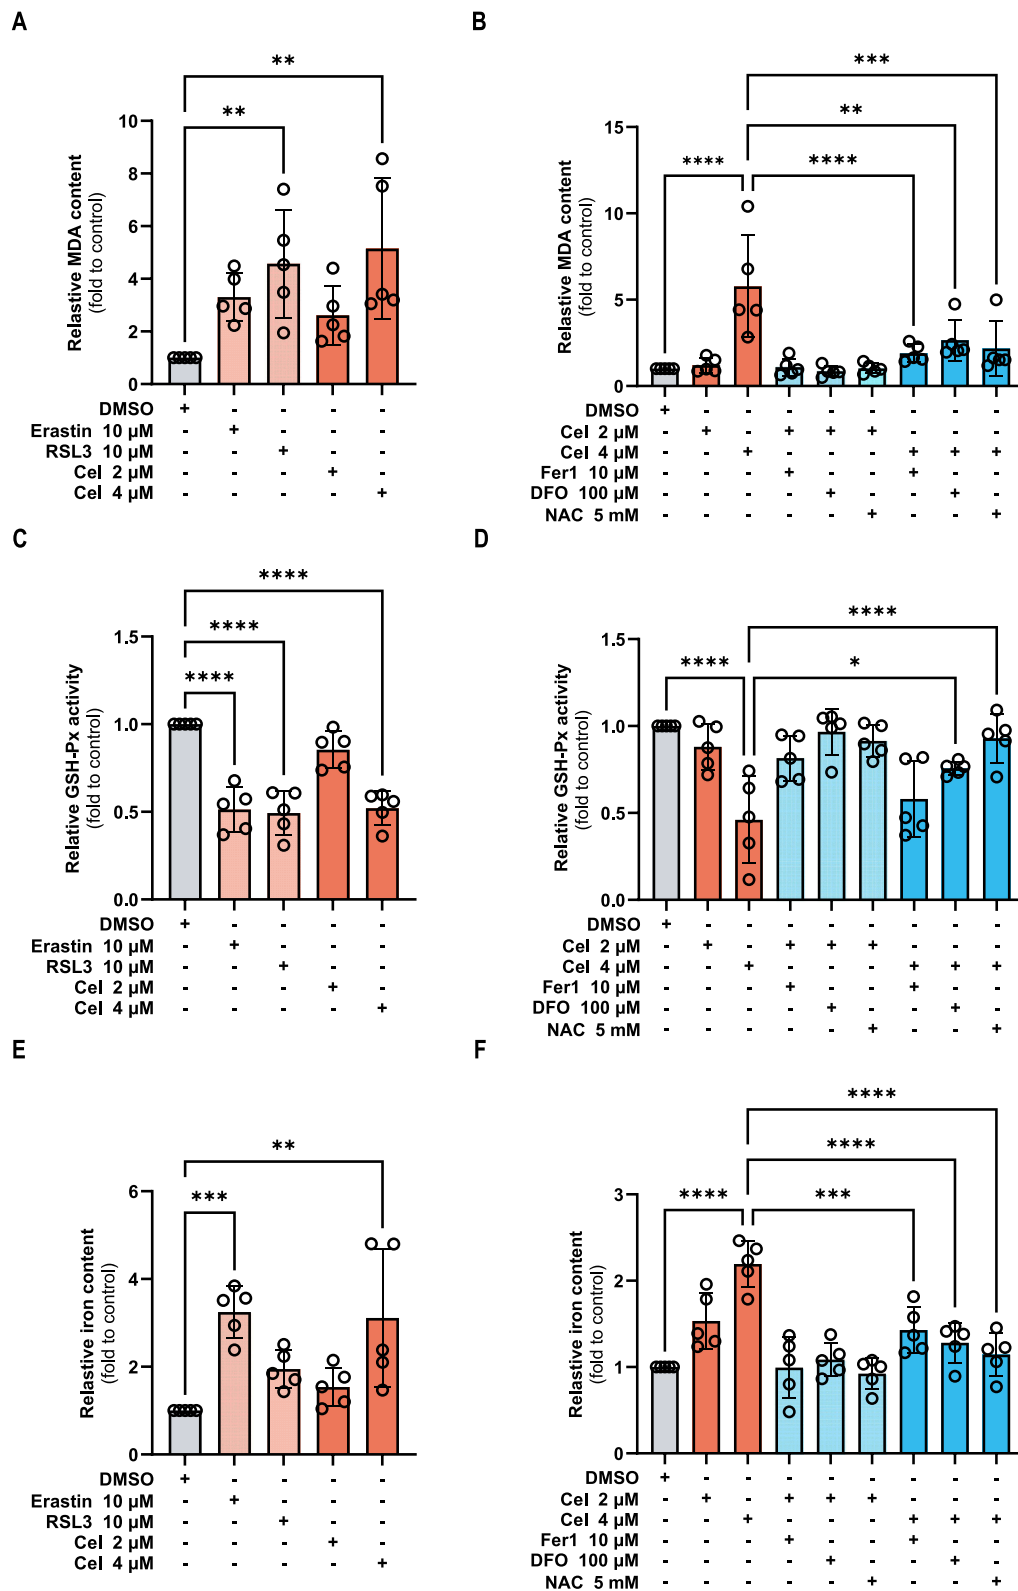 A
B
**
***
**
**
****
****
Relastive MDA content
(fold to control)
10
8
6
4
2
0
Relastive MDA content
(fold to control)
15
10
5
0
DMSO + - - - -
Erastin 10 µM - + - - -
RSL3 10 µM - - + - -
Cel 2 µM - - - + -
Cel 4 µM - - - - +
DMSO + - - - - - - - -
Cel 2 µM - + - + + + - - -
Cel 4 µM - - + - - - + + +
Fer1 10 µM - - - + - - + - -
DFO 100 µM - - - - + - - + -
NAC 5 mM - - - - - + - - +
C
D
****
****
****
****
****
*
Relative GSH-Px activity
(fold to control)
1.5
1.0
0.5
0.0
Relative GSH-Px activity
(fold to control)
1.5
1.0
0.5
0.0
DMSO + - - - -
Erastin 10 µM - + - - -
RSL3 10 µM - - + - -
Cel 2 µM - - - + -
Cel 4 µM - - - - +
DMSO + - - - - - - - -
Cel 2 µM - + - + + + - - -
Cel 4 µM - - + - - - + + +
Fer1 10 µM - - - + - - + - -
DFO 100 µM - - - - + - - + -
NAC 5 mM - - - - - + - - +
E
F
**
***
****
****
****
***
Relastive iron content
(fold to control)
6
4
2
0
Relastive iron content
(fold to control)
3
2
1
0
DMSO + - - - -
Erastin 10 µM - + - - -
RSL3 10 µM - - + - -
Cel 2 µM - - - + -
Cel 4 µM - - - - +
DMSO + - - - - - - - -
Cel 2 µM - + - + + + - - -
Cel 4 µM - - + - - - + + +
Fer1 10 µM - - - + - - + - -
DFO 100 µM - - - - + - - + -
NAC 5 mM - - - - - + - - +